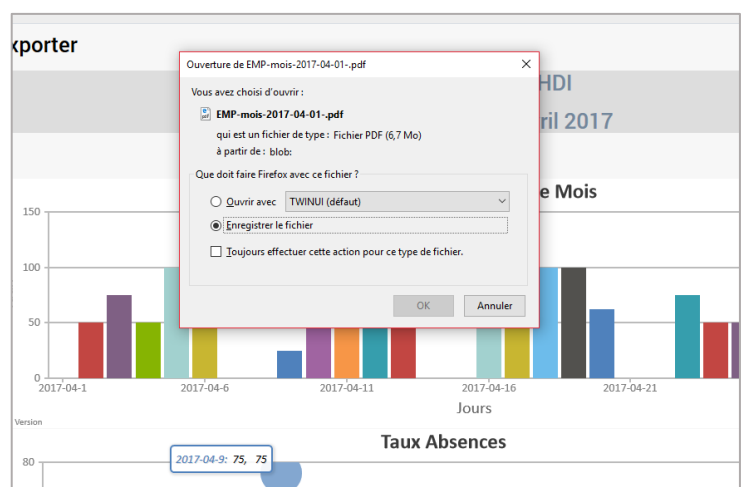 xporter
Ouverture de EMP-mois-2017-04-01-.pdf
Vous avez choisi d'ouvrir :
EMP-mois-2017-04-01-.pdf
qui est un fichier de type : Fichier PDF (6,7 Mo)
à partir de : blob:
Que doit faire Firefox avec ce fichier ?
Ouvrir avec TWINUI (défaut)
Enregistrer le fichier
Toujours effectuer cette action pour ce type de fichier.
OK Annuler
HDI
ril 2017
e Mois
150
100
50
0
2017-04-1 2017-04-6 2017-04-11 2017-04-16 2017-04-21
Jours
Version
Taux Absences
80
2017-04-9: 75, 75